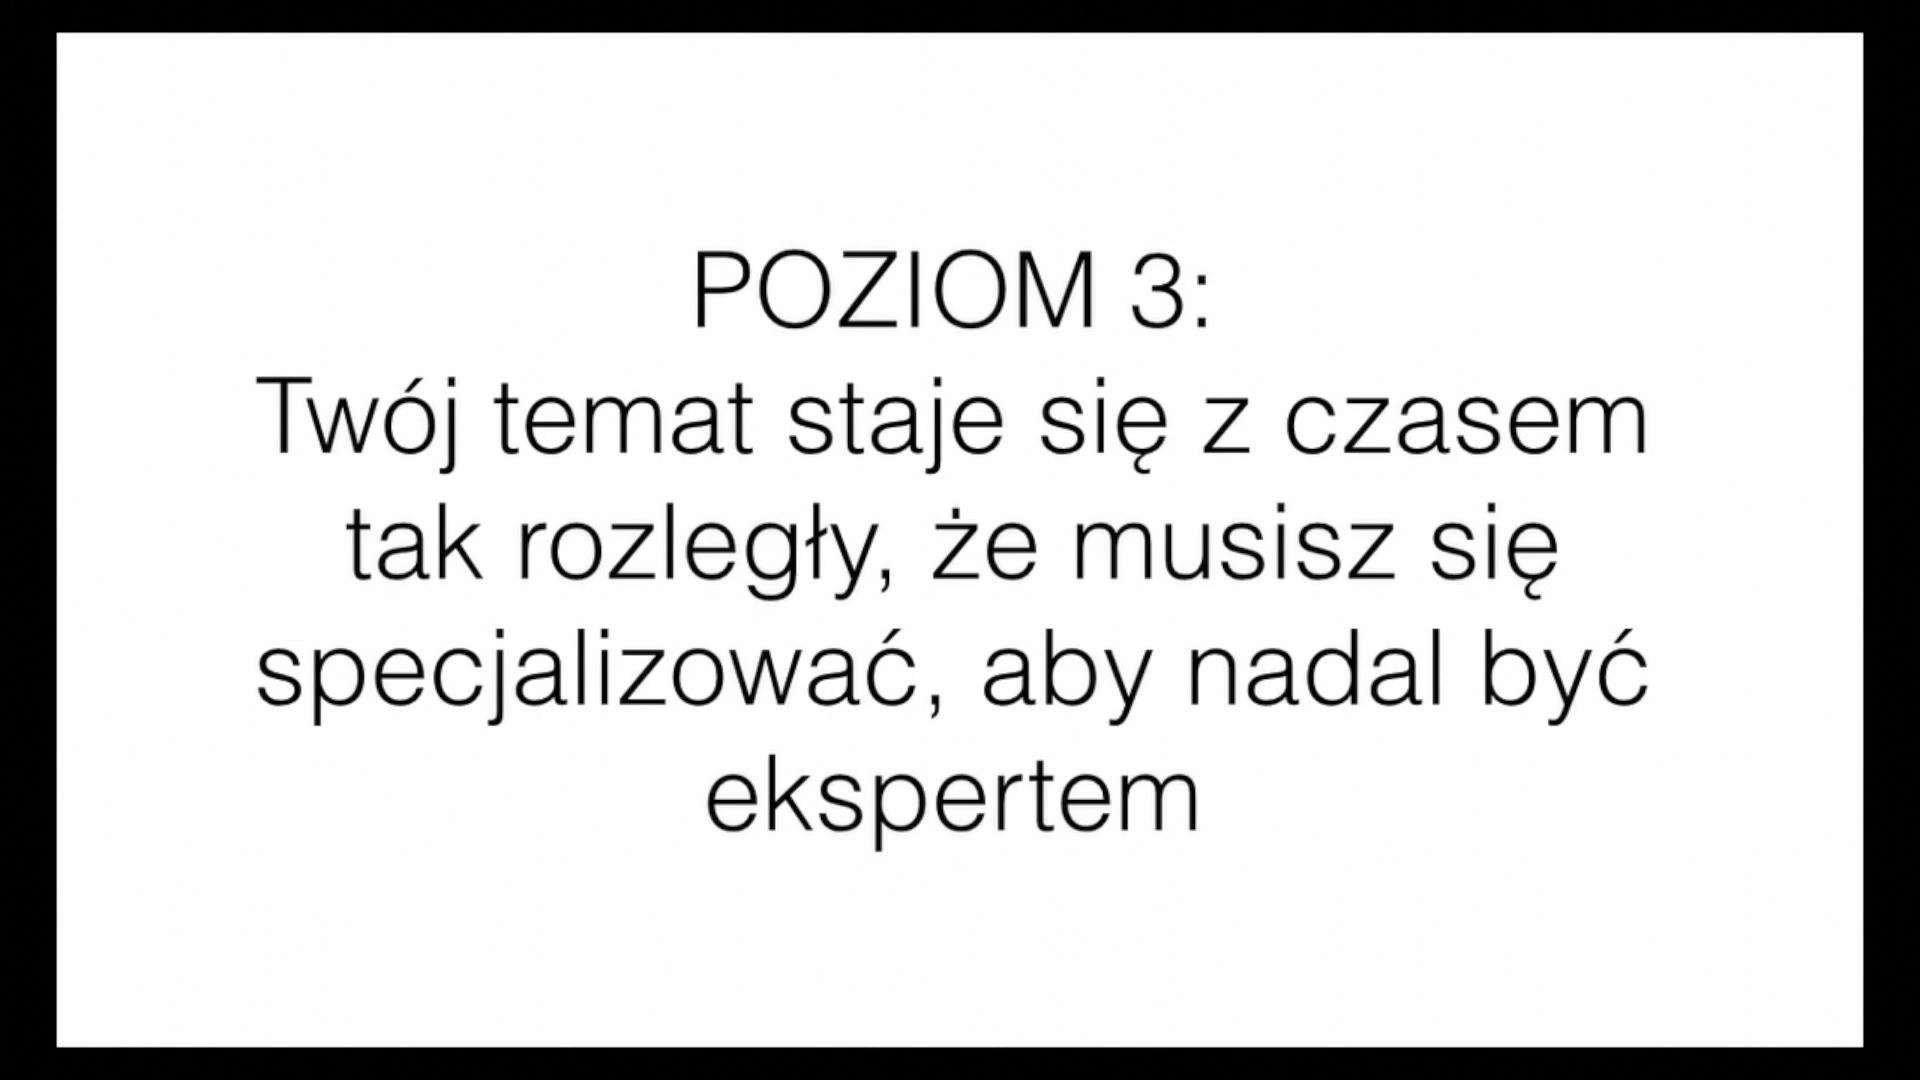 POZIOM 3:
Twój temat staje się z czasem
tak rozległy, że musisz się
specjalizować, aby nadal być
ekspertem